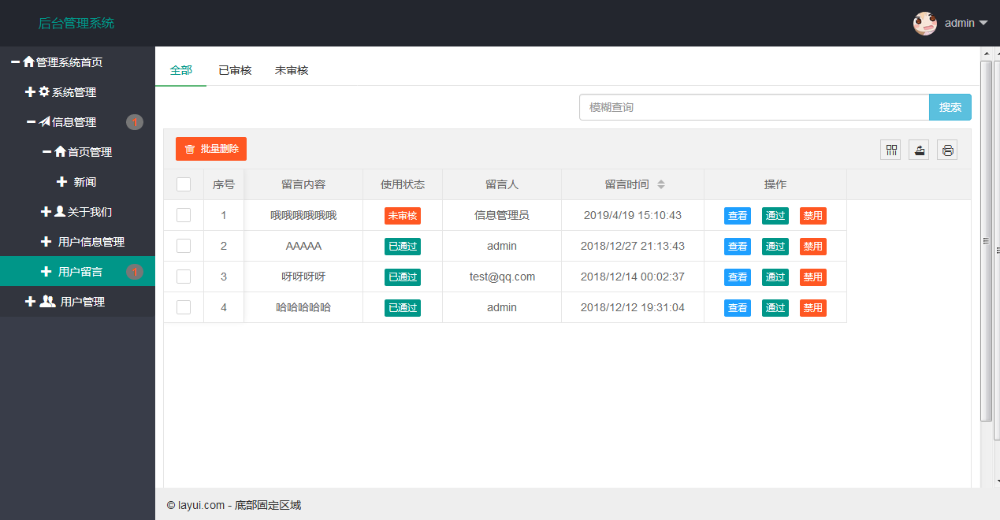 后台管理系统
admin
管理系统首页
系统管理
信息管理 1
首页管理
新闻
关于我们
用户信息管理
用户留言 1
用户管理
全部 已审核 未审核
模糊查询 搜索
批量删除
序号 留言内容 使用状态 留言人 留言时间 操作
1 哦哦哦哦哦哦 未审核 信息管理员 2019/4/19 15:10:43 查看 通过 禁用
2 AAAAA 已通过 admin 2018/12/27 21:13:43 查看 通过 禁用
3 呀呀呀呀 已通过 test@qq.com 2018/12/14 00:02:37 查看 通过 禁用
4 哈哈哈哈哈 已通过 admin 2018/12/12 19:31:04 查看 通过 禁用
© layui.com - 底部固定区域